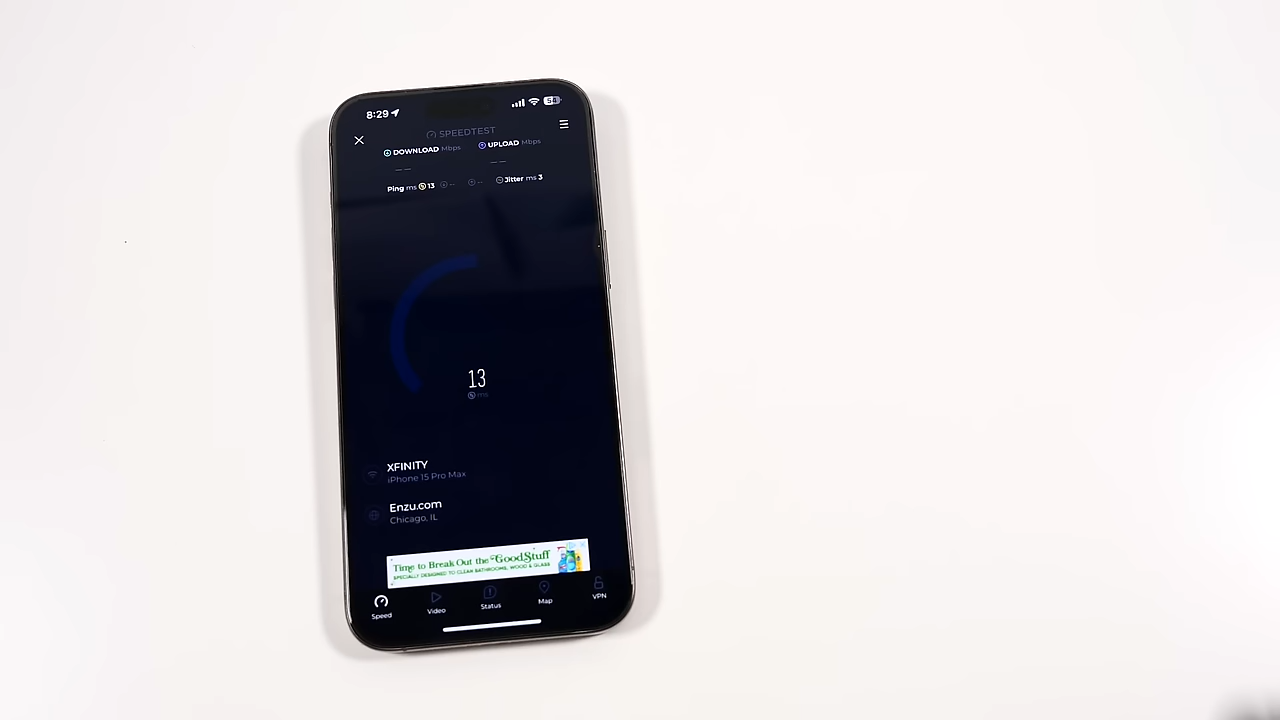 8:29
54
SPEEDTEST
DOWNLOAD Mbps UPLOAD Mbps
— — — —
Ping ms 13 -- -- Jitter ms 3
13
ms
XFINITY
iPhone 15 Pro Max
Enzu.com
Chicago, IL
Time to Break Out the GoodStuff
SPECIALLY DESIGNED TO CLEAN BATHROOMS, WOOD & GLASS
Speed Video Status Map VPN